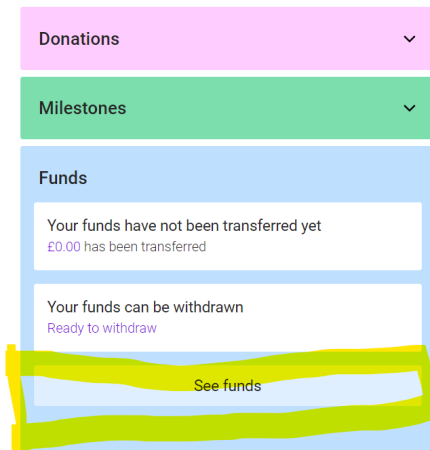 Donations
Milestones
Funds
Your funds have not been transferred yet
£0.00 has been transferred
Your funds can be withdrawn
Ready to withdraw
See funds